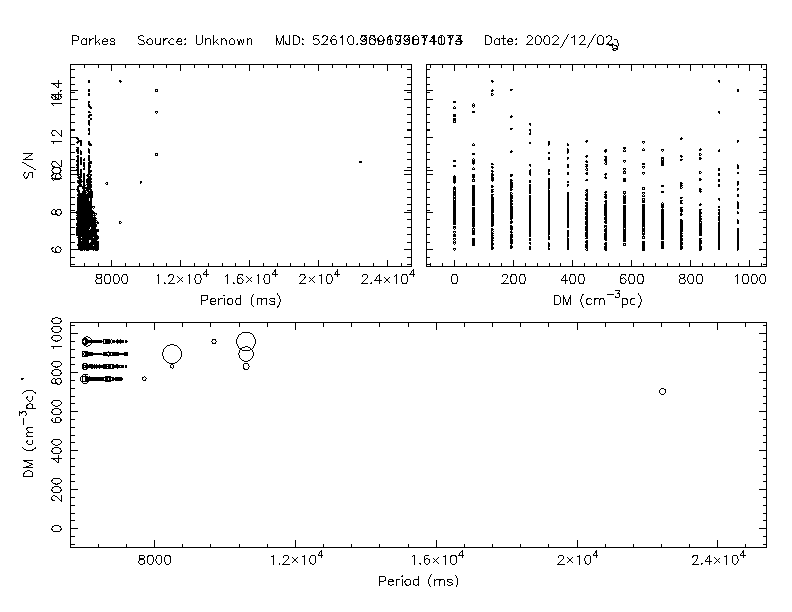 Parkes Source: Unknown MJD: 52610. Date: 2002/12/02
S/N
6 8 12
8000 1.2×10⁴ 1.6×10⁴ 2×10⁴ 2.4×10⁴
Period (ms)
0 200 400 600 800 1000
DM (cm⁻³pc)
DM (cm⁻³pc)
0 200 400 600 800 1000
8000 1.2×10⁴ 1.6×10⁴ 2×10⁴ 2.4×10⁴
Period (ms)